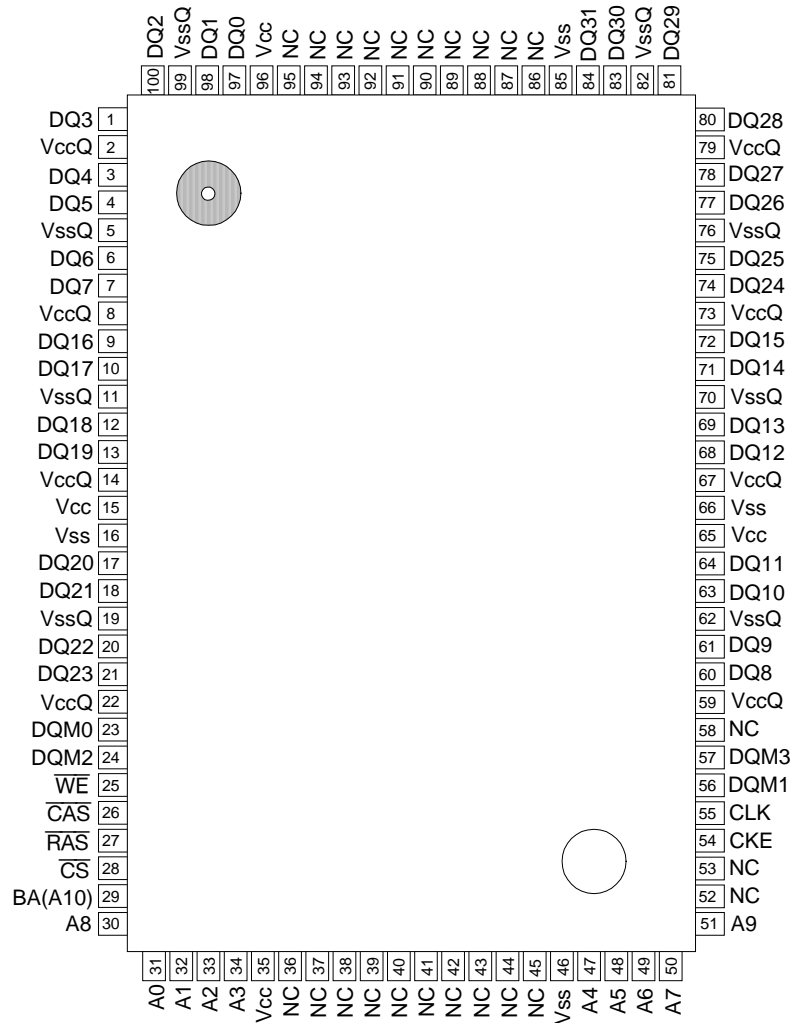 DQ2 VssQ DQ1 DQ0 Vcc NC NC NC NC NC NC NC NC NC NC Vss DQ31 DQ30 VssQ DQ29
100 99 98 97 96 95 94 93 92 91 90 89 88 87 86 85 84 83 82 81
DQ3 1 80 DQ28
VccQ 2 79 VccQ
DQ4 3 78 DQ27
DQ5 4 77 DQ26
VssQ 5 76 VssQ
DQ6 6 75 DQ25
DQ7 7 74 DQ24
VccQ 8 73 VccQ
DQ16 9 72 DQ15
DQ17 10 71 DQ14
VssQ 11 70 VssQ
DQ18 12 69 DQ13
DQ19 13 68 DQ12
VccQ 14 67 VccQ
Vcc 15 66 Vss
Vss 16 65 Vcc
DQ20 17 64 DQ11
DQ21 18 63 DQ10
VssQ 19 62 VssQ
DQ22 20 61 DQ9
DQ23 21 60 DQ8
VccQ 22 59 VccQ
DQM0 23 58 NC
DQM2 24 57 DQM3
WE 25 56 DQM1
CAS 26 55 CLK
RAS 27 54 CKE
CS 28 53 NC
BA(A10) 29 52 NC
A8 30 51 A9
31 32 33 34 35 36 37 38 39 40 41 42 43 44 45 46 47 48 49 50
A0 A1 A2 A3 Vcc NC NC NC NC NC NC NC NC NC NC Vss A4 A5 A6 A7